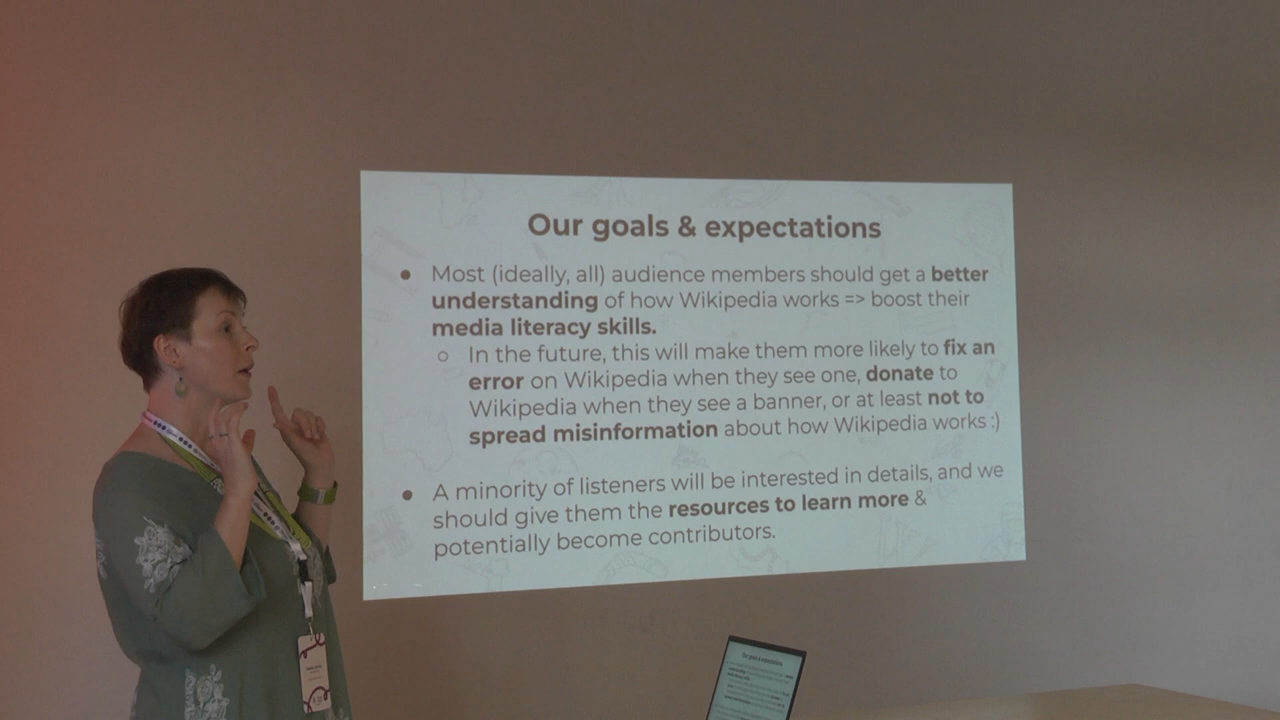 Our goals & expectations
● Most (ideally, all) audience members should get a better
understanding of how Wikipedia works => boost their
media literacy skills.
○ In the future, this will make them more likely to fix an
error on Wikipedia when they see one, donate to
Wikipedia when they see a banner, or at least not to
spread misinformation about how Wikipedia works :)
● A minority of listeners will be interested in details, and we
should give them the resources to learn more &
potentially become contributors.
Our goals & expectations